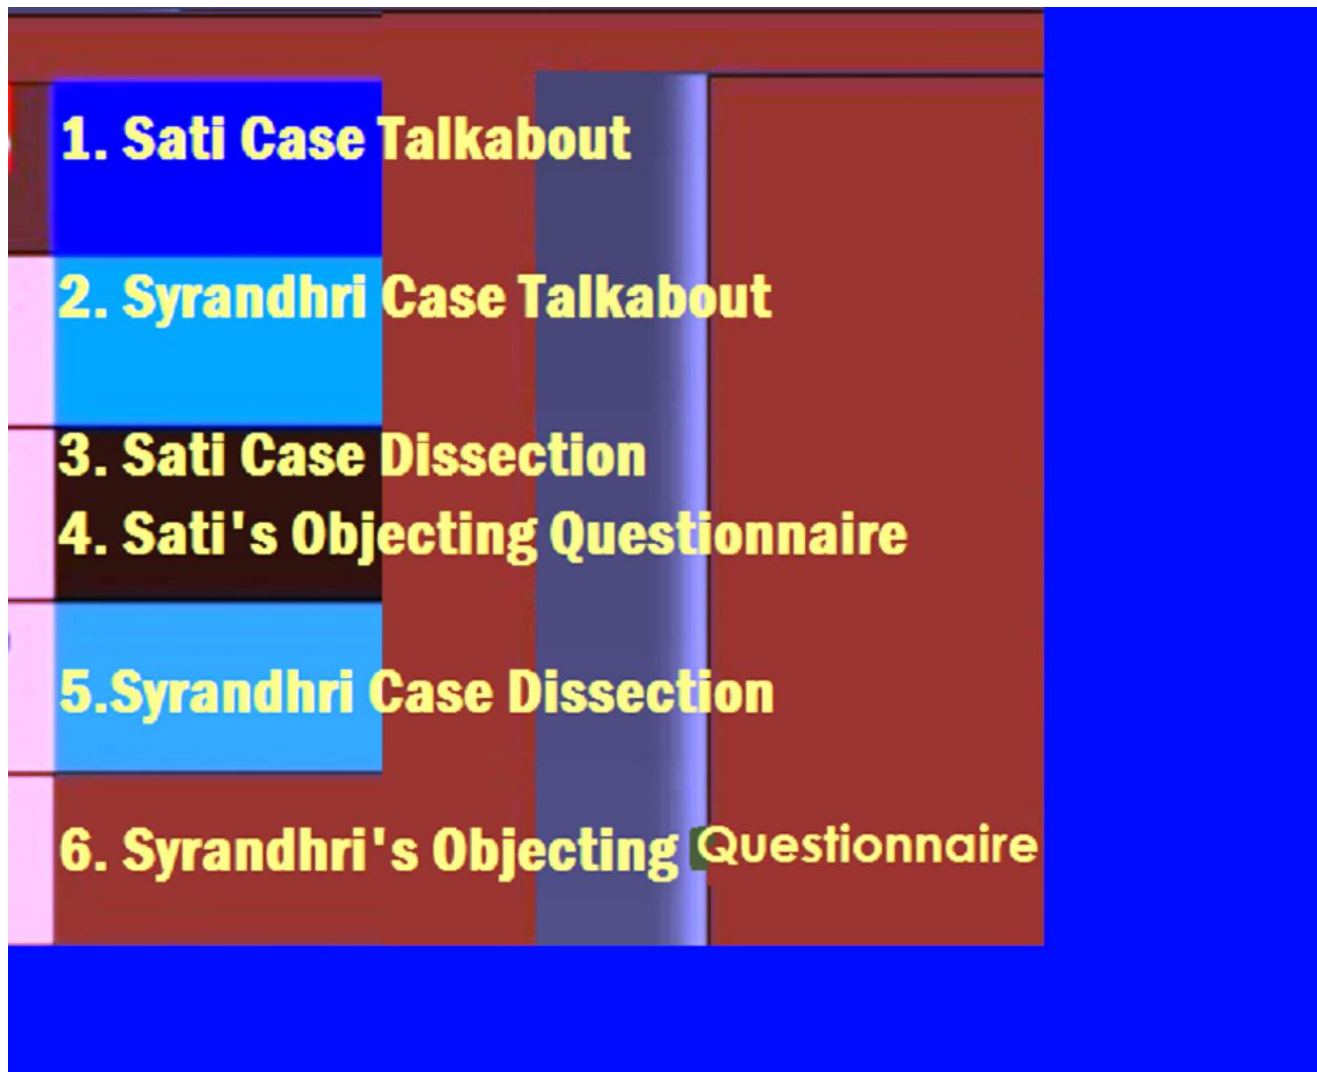 1. Sati Case Talkabout
2. Syrandhri Case Talkabout
3. Sati Case Dissection
4. Sati's Objecting Questionnaire
5.Syrandhri Case Dissection
6. Syrandhri's Objecting Questionnaire